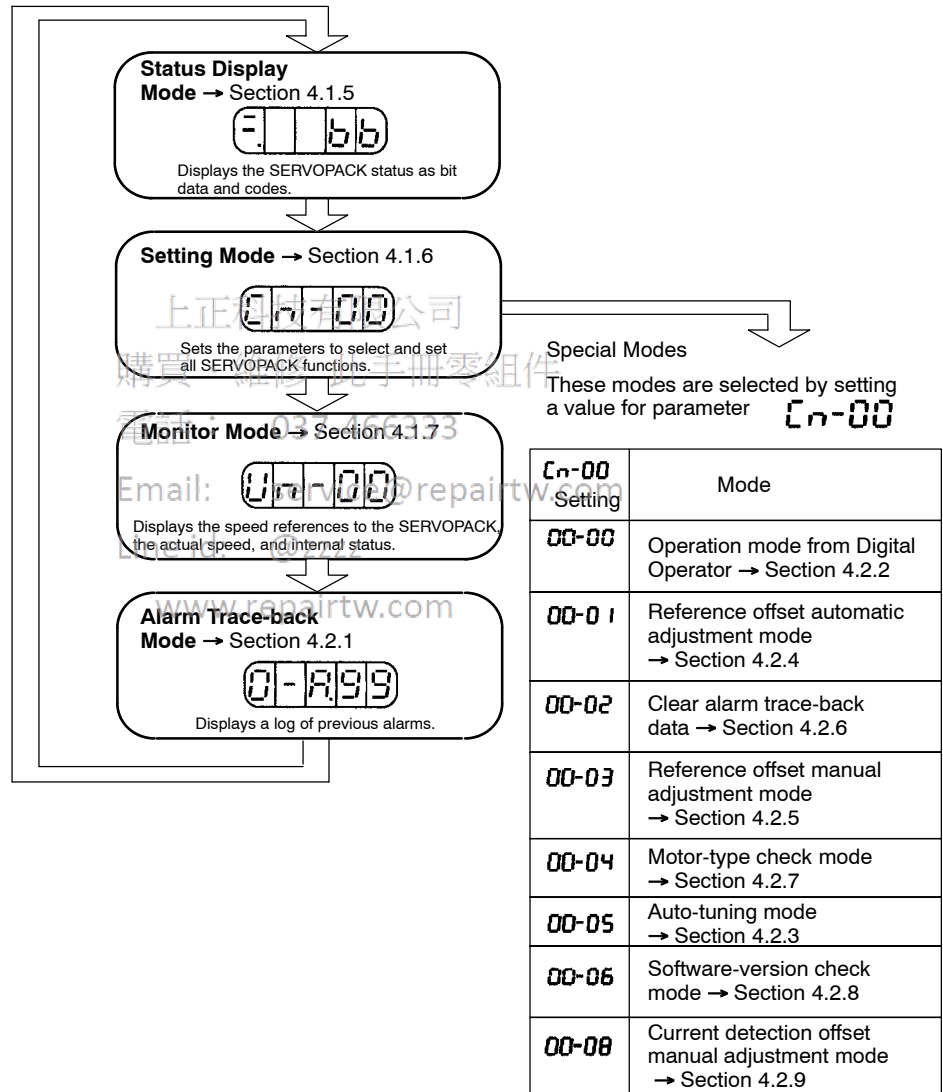 Status Display
Mode → Section 4.1.5
bb
Displays the SERVOPACK status as bit
data and codes.
Setting Mode → Section 4.1.6
Cn-00
上正科技有限公司
Sets the parameters to select and set
all SERVOPACK functions.
購買 維修 此手冊零組件
Monitor Mode → Section 4.1.7
電話: 037-466333
Un-00
Email: service@repairtw.com
Displays the speed references to the SERVOPACK,
the actual speed, and internal status.
Line id: @zzzz
Alarm Trace-back
www.repairtw.com
Mode → Section 4.2.1
0-A.99
Displays a log of previous alarms.
Special Modes
These modes are selected by setting
a value for parameter Cn-00
Cn-00
Setting
Mode
00-00
Operation mode from Digital
Operator → Section 4.2.2
00-01
Reference offset automatic
adjustment mode
→ Section 4.2.4
00-02
Clear alarm trace-back
data → Section 4.2.6
00-03
Reference offset manual
adjustment mode
→ Section 4.2.5
00-04
Motor-type check mode
→ Section 4.2.7
00-05
Auto-tuning mode
→ Section 4.2.3
00-06
Software-version check
mode → Section 4.2.8
00-08
Current detection offset
manual adjustment mode
→ Section 4.2.9